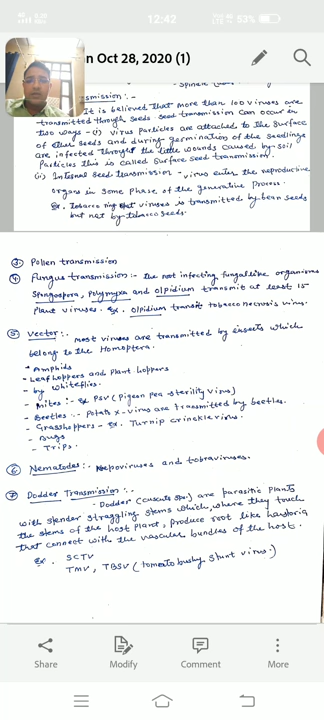 12:42
53%
n Oct 28, 2020 (1)
smission:-
It is believed that more than 100 viruses are
transmitted through seeds. Seed transmission can occur in
two ways - (i) Virus Particles are attached to the surface
of the seeds and during germination of the seedlings
are infected throught the little wounds caused by soil
Particles this is called Surface seed transmission.
(ii) Internal Seed transmission - virus enter the reproductive
organs in some phase of the generative process.
Ex. Tobacco ring viruses is transmitted by bean seeds
but not by tobacco seeds.
③ Pollen transmission
④ Fungus transmission:- The root infecting fungallike organisms
Spongospora, Polymyxa and Olpidium transmit at least 15
Plant viruses. Ex. Olpidium transit tobacco necrosis virus.
⑤ Vector:. Most viruses are transmitted by insects which
belong to the Homoptera.
- Amphids
- Leaf hoppers and Plant hoppers
- by whiteflies.
- Mites:- Ex PSV (Pigeon pea sterility virus)
- Beetles:- Potato x-virus are transmitted by beetles.
- Grasshoppers - Ex. Turnip crinckle virus.
- Bugs
- Trips.
⑥ Nematodes:. Nepoviruses and tobraviruses.
⑦ Dodder Transmission:.
- Dodder (Cuscuta spp.) are parasitic plants
with slender straggling stems which, where they touch
the stems of the host plant, produce root like haustoria
that connect with the vascular bundles of the host.
Ex. SCTV
TMV, TBSV (tomato bushy stunt virus.)
Share
Modify
Comment
More